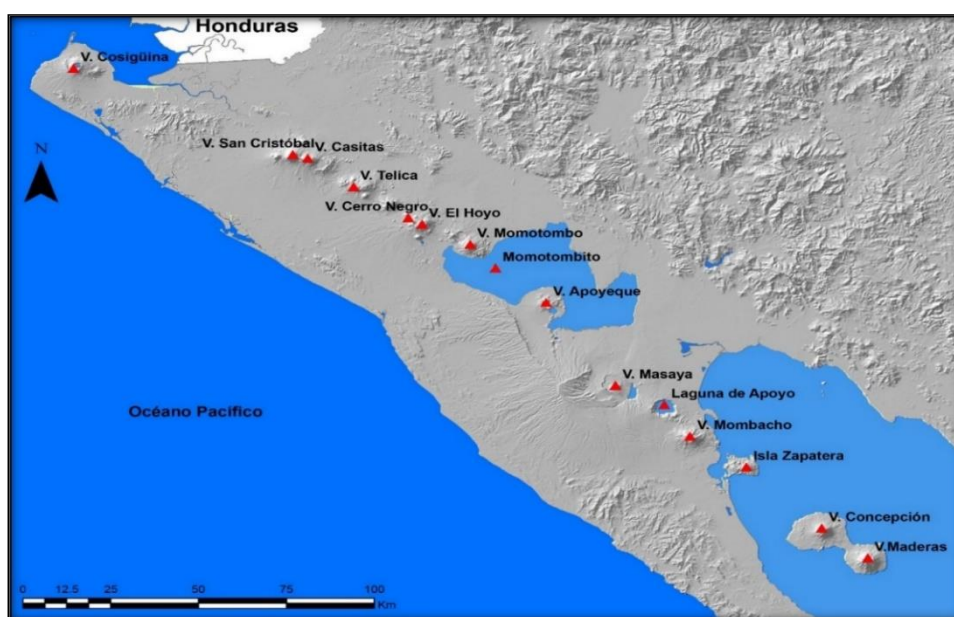 Honduras
V. Cosigüina
N
V. San Cristóbal
V. Casitas
V. Telica
V. Cerro Negro
V. El Hoyo
V. Momotombo
Momotombito
V. Apoyeque
V. Masaya
Laguna de Apoyo
Océano Pacífico
V. Mombacho
Isla Zapatera
V. Concepción
V.Maderas
0 12.5 25 50 75 100
Km